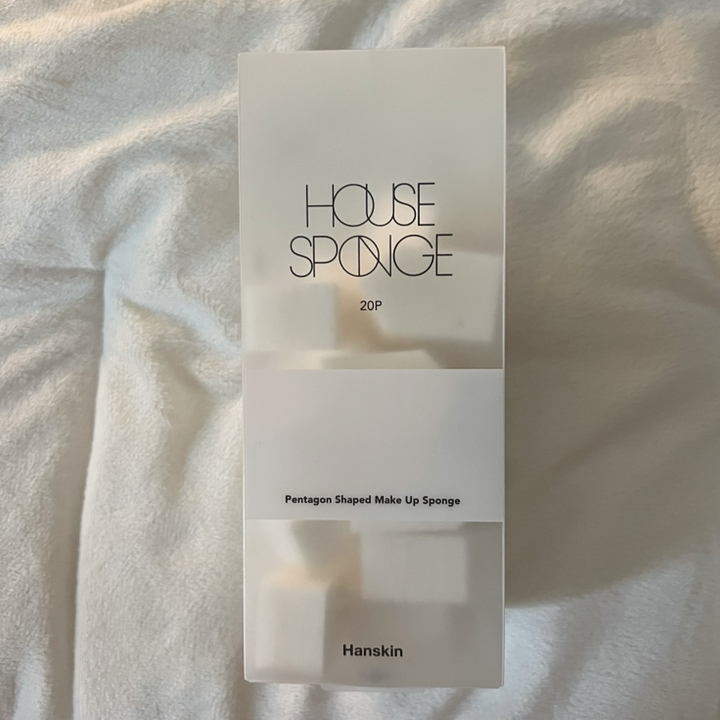 HOUSE
SPONGE
20P
Pentagon Shaped Make Up Sponge
Hanskin